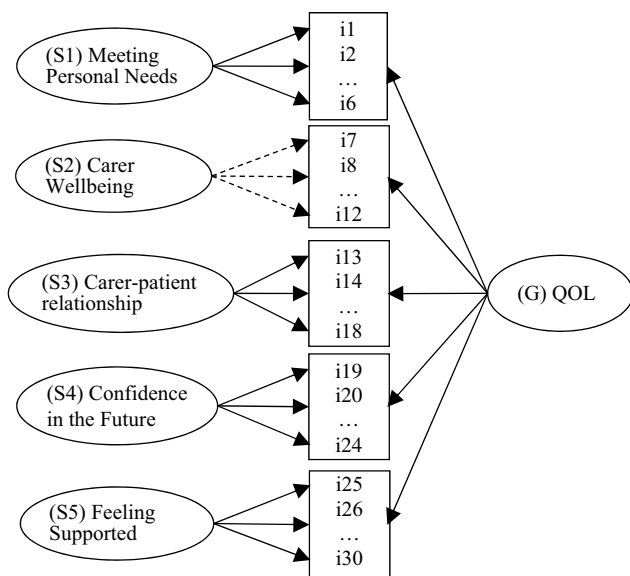 (S1) Meeting
Personal Needs
i1
i2
…
i6
(S2) Carer
Wellbeing
i7
i8
…
i12
(S3) Carer-patient
relationship
i13
i14
…
i18
(G) QOL
(S4) Confidence
in the Future
i19
i20
…
i24
(S5) Feeling
Supported
i25
i26
…
i30